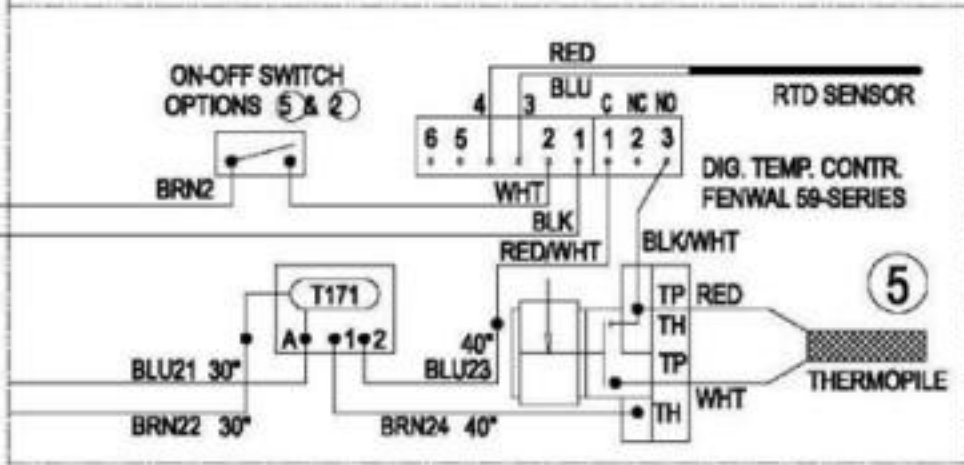 RED
ON-OFF SWITCH
OPTIONS 5 & 2
BLU
RTD SENSOR
4 3 C NC NO
6 5 2 1 1 2 3
DIG. TEMP. CONTR.
FENWAL 59-SERIES
BRN2
WHT
BLK
RED/WHT
BLK/WHT
5
T171
TP RED
TH
A 1 2
40"
BLU21 30"
BLU23
TP
THERMOPILE
WHT
TH
BRN22 30"
BRN24 40"